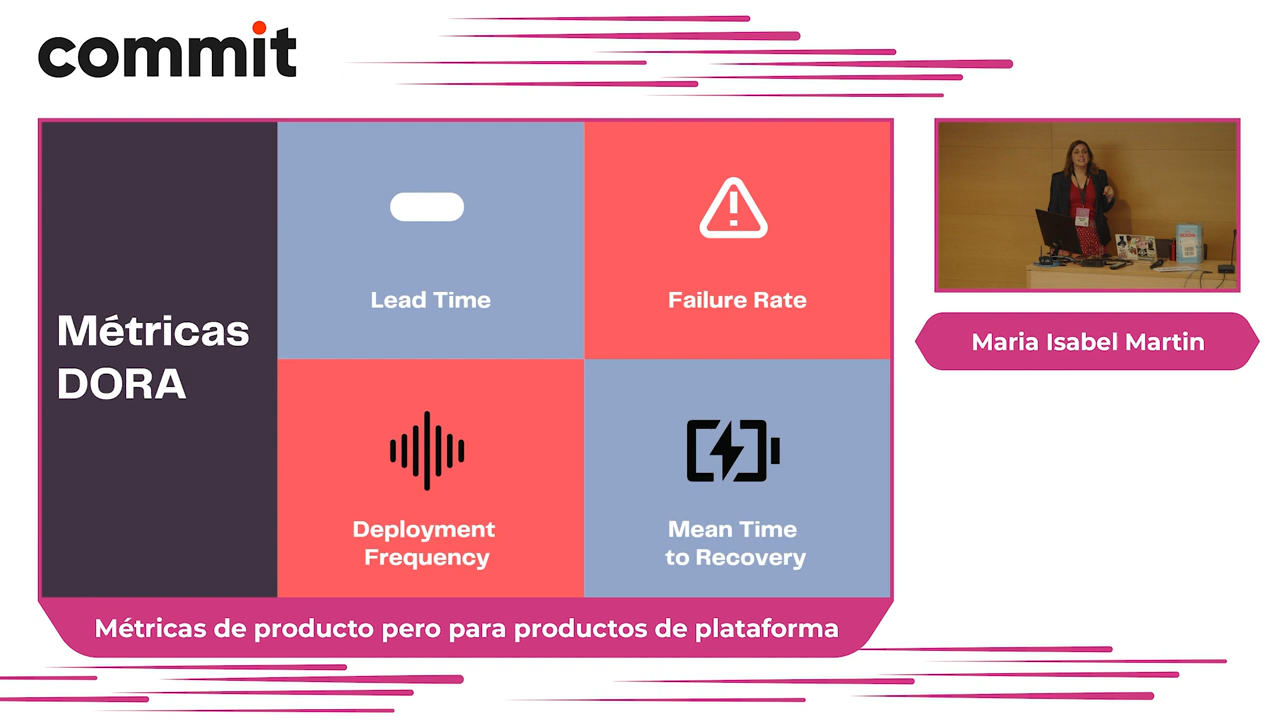 commit
Métricas
DORA
Lead Time
Failure Rate
Deployment
Frequency
Mean Time
to Recovery
Maria Isabel Martin
Métricas de producto pero para productos de plataforma